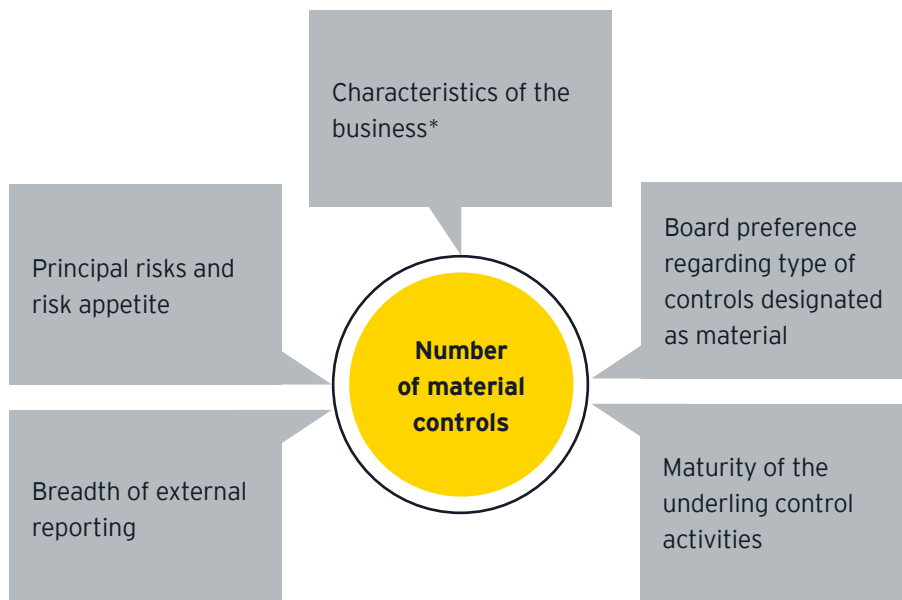 Characteristics of the
business*
Principal risks and
risk appetite
Board preference
regarding type of
controls designated
as material
Number
of material
controls
Breadth of external
reporting
Maturity of the
underling control
activities